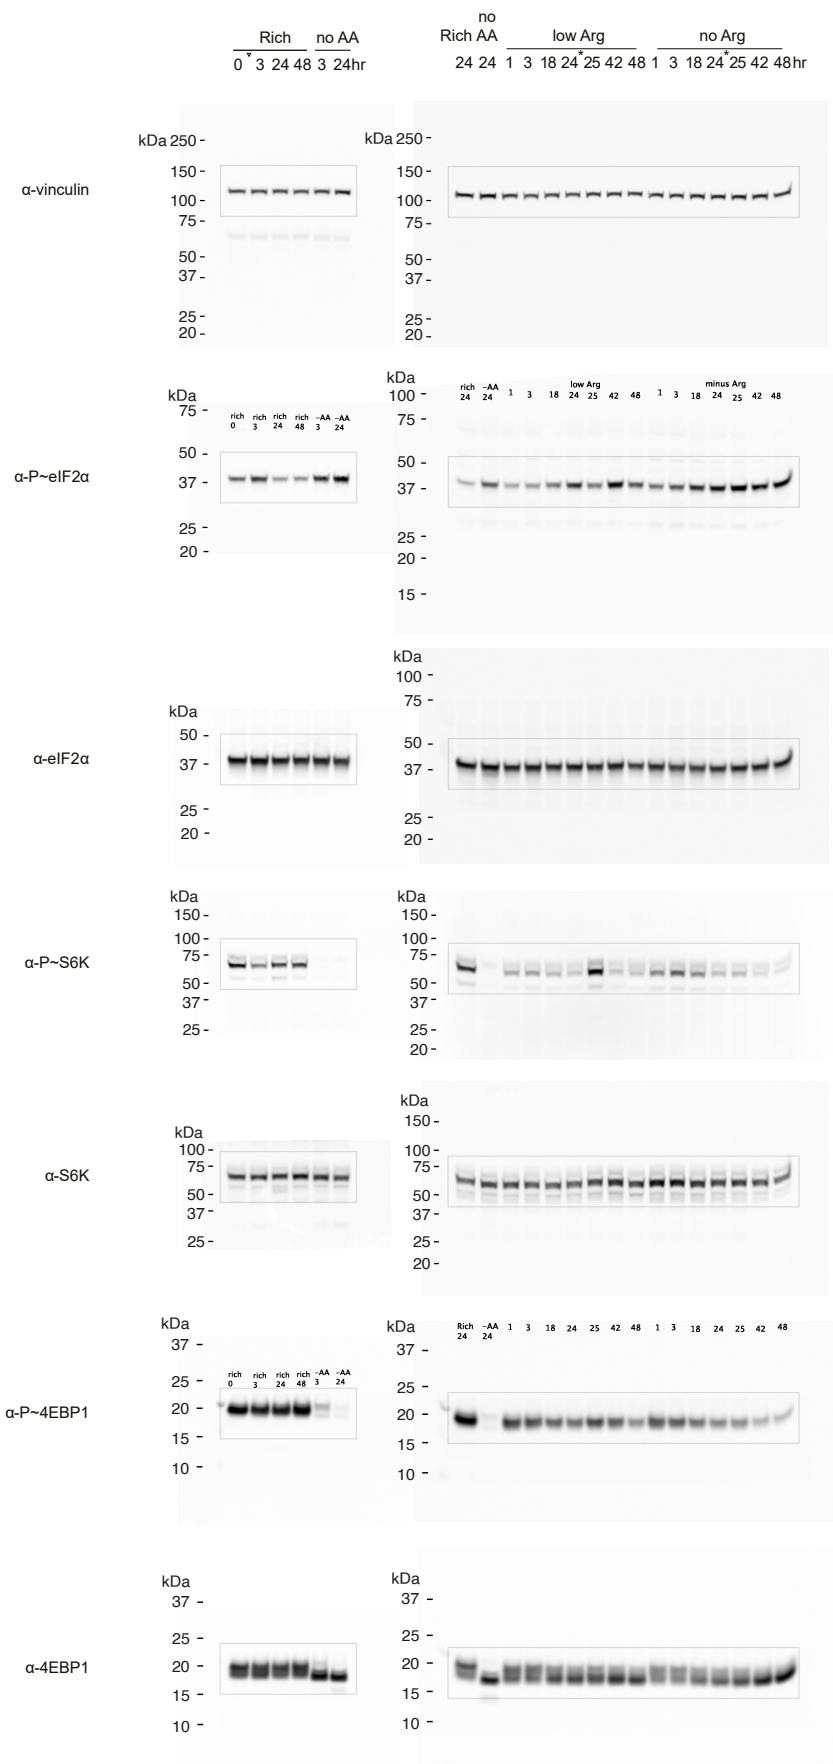 no
Rich no AA Rich AA low Arg no Arg
0 ▿ 3 24 48 3 24hr 24 24 1 3 18 24 * 25 42 48 1 3 18 24 * 25 42 48hr
α-vinculin
kDa 250 -
150 -
100 -
75 -
50 -
37 -
25 -
20 -
kDa 250 -
150 -
100 -
75 -
50 -
37 -
25 -
20 -
α-P~eIF2α
kDa
75 -
50 -
37 -
25 -
20 -
rich rich rich rich −AA −AA
0 3 24 48 3 24
kDa
100 -
75 -
50 -
37 -
25 -
20 -
15 -
rich −AA low Arg minus Arg
24 24 1 3 18 24 25 42 48 1 3 18 24 25 42 48
α-eIF2α
kDa
50 -
37 -
25 -
20 -
kDa
100 -
75 -
50 -
37 -
25 -
20 -
α-P~S6K
kDa
150 -
100 -
75 -
50 -
37 -
25 -
kDa
150 -
100 -
75 -
50 -
37 -
25 -
20 -
α-S6K
kDa
100 -
75 -
50 -
37 -
25 -
kDa
150 -
100 -
75 -
50 -
37 -
25 -
20 -
α-P~4EBP1
kDa
37 -
25 -
20 -
15 -
10 -
rich rich rich rich −AA −AA
0 3 24 48 3 24
kDa
37 -
25 -
20 -
15 -
10 -
Rich −AA 1 3 18 24 25 42 48 1 3 18 24 25 42 48
24 24
α-4EBP1
kDa
37 -
25 -
20 -
15 -
10 -
kDa
37 -
25 -
20 -
15 -
10 -